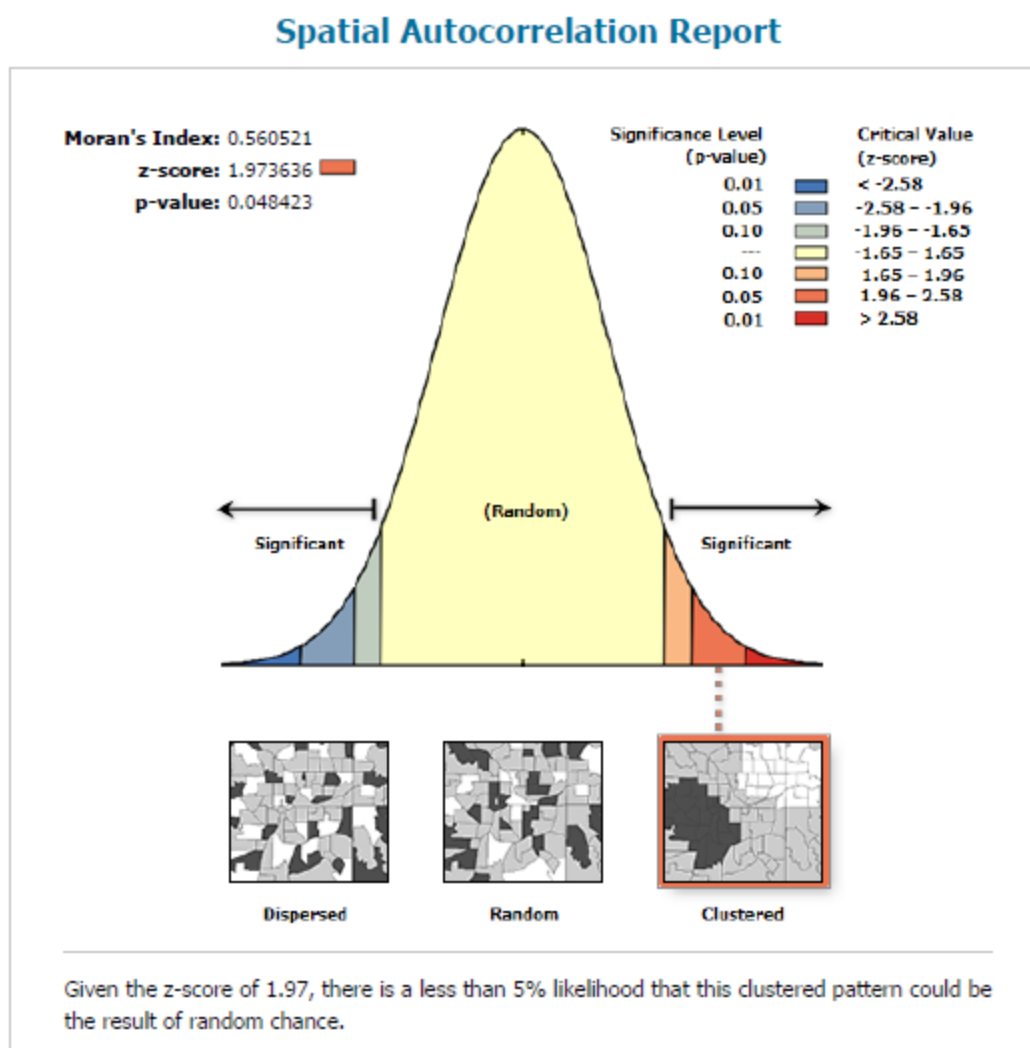 Spatial Autocorrelation Report
Moran's Index: 0.560521
z-score: 1.973636
p-value: 0.048423
Significance Level (p-value)
Critical Value (z-score)
0.01 < -2.58
0.05 -2.58 – -1.96
0.10 -1.96 – -1.65
--- -1.65 – 1.65
0.10 1.65 – 1.96
0.05 1.96 – 2.58
0.01 > 2.58
(Random)
Significant
Significant
Dispersed
Random
Clustered
Given the z-score of 1.97, there is a less than 5% likelihood that this clustered pattern could be
the result of random chance.